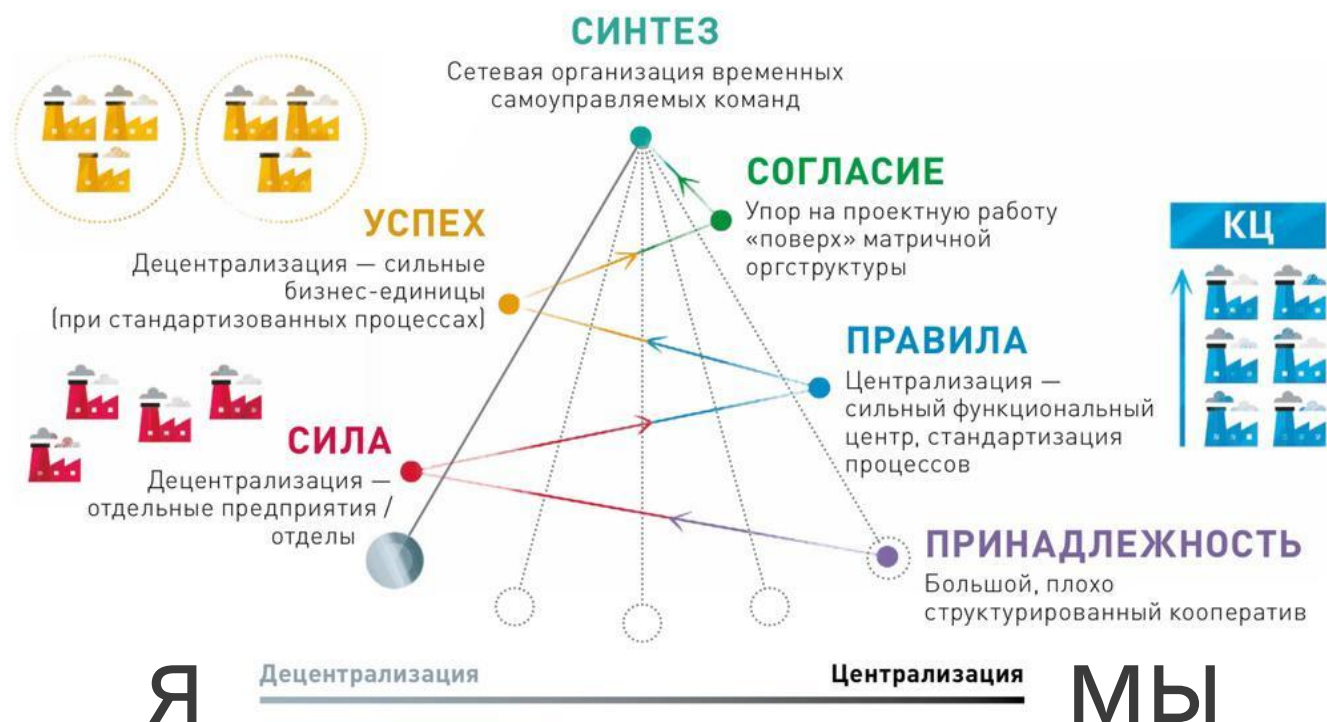 СИНТЕЗ
Сетевая организация временных
самоуправляемых команд
СОГЛАСИЕ
Упор на проектную работу
«поверх» матричной
оргструктуры
КЦ
УСПЕХ
Децентрализация — сильные
бизнес-единицы
(при стандартизованных процессах)
ПРАВИЛА
Централизация —
сильный функциональный
центр, стандартизация
процессов
СИЛА
Децентрализация —
отдельные предприятия /
отделы
ПРИНАДЛЕЖНОСТЬ
Большой, плохо
структурированный кооператив
Я
Децентрализация
Централизация
МЫ